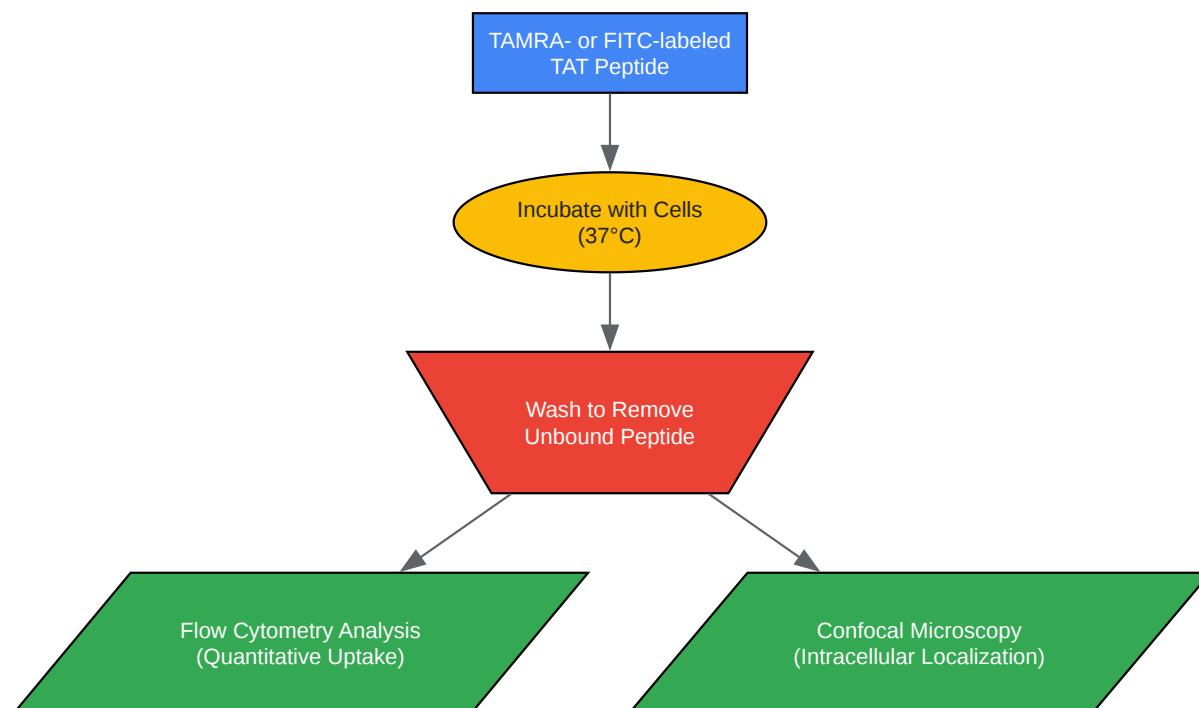 TAMRA- or FITC-labeled
TAT Peptide
Incubate with Cells
(37°C)
Wash to Remove
Unbound Peptide
Flow Cytometry Analysis
(Quantitative Uptake)
Confocal Microscopy
(Intracellular Localization)